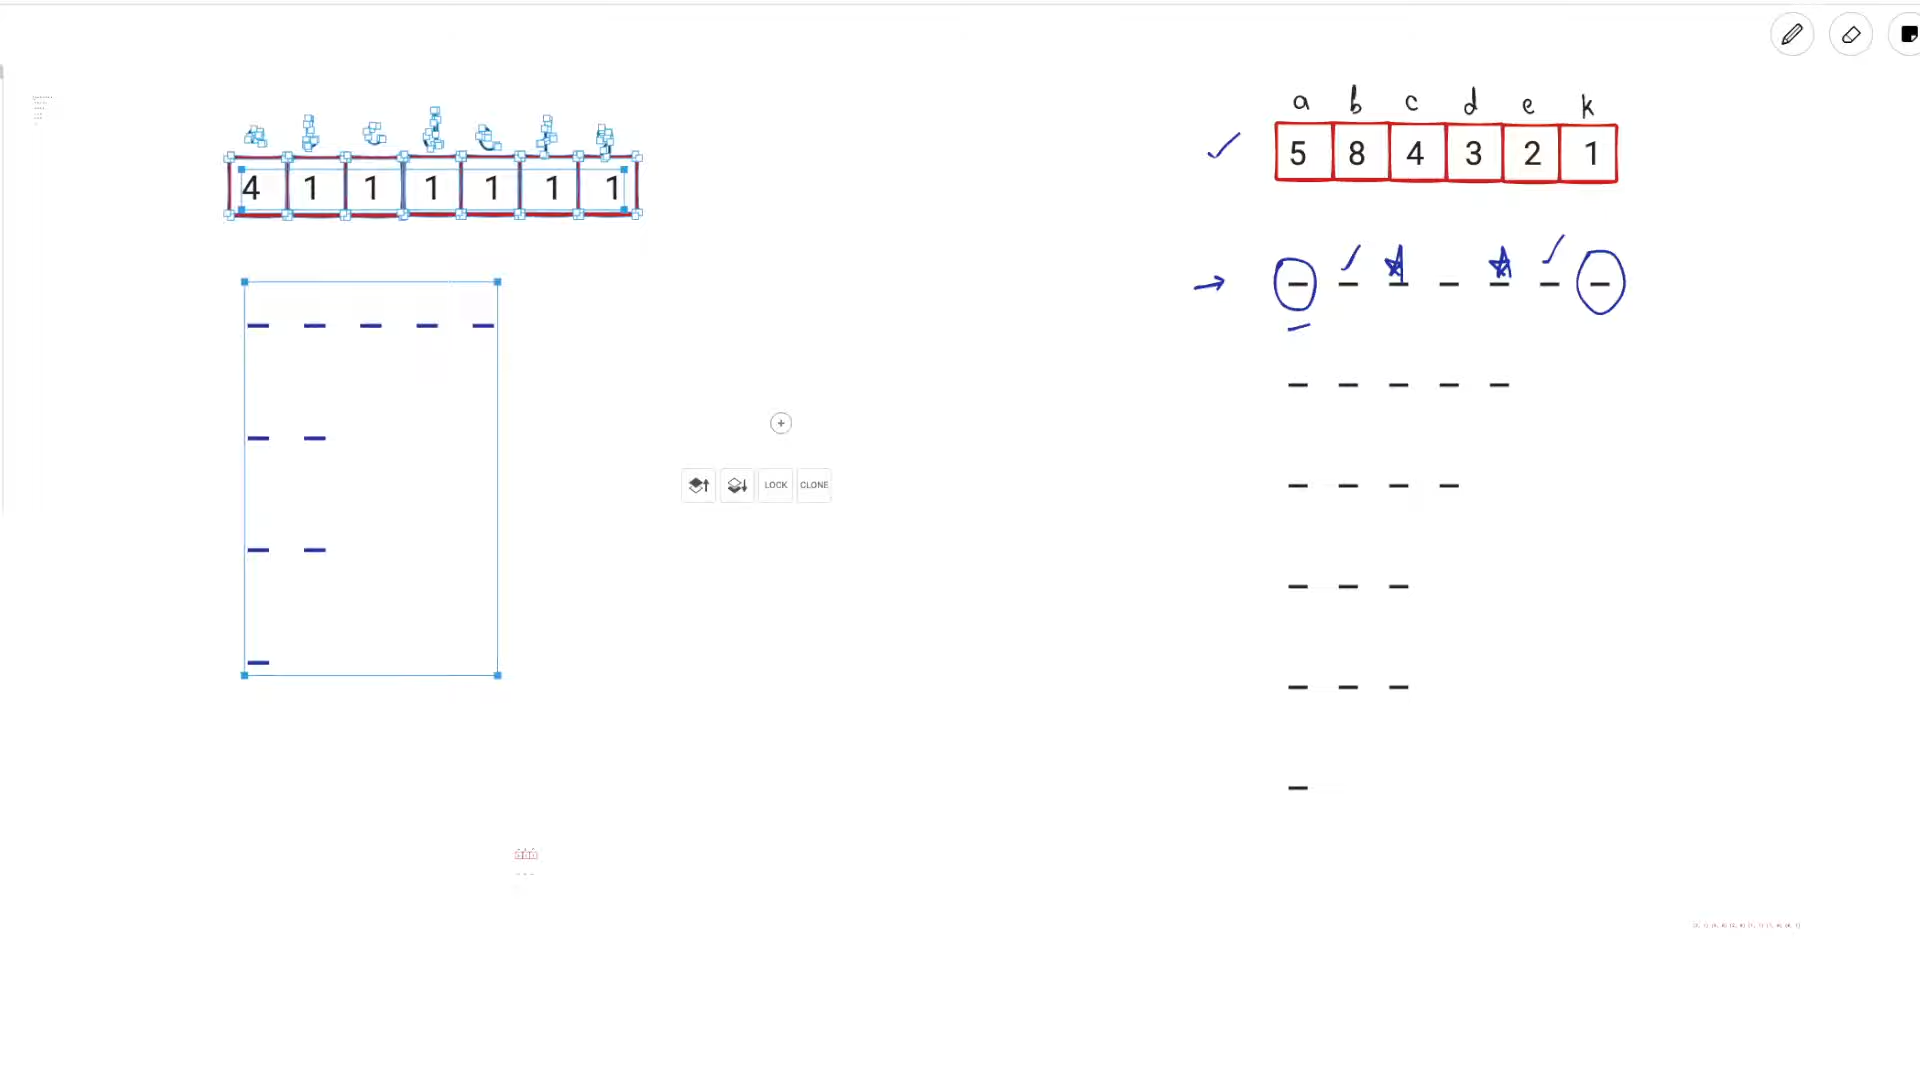 a b c d e f g
4 1 1 1 1 1 1
LOCK CLONE
a b c d e k
5 8 4 3 2 1